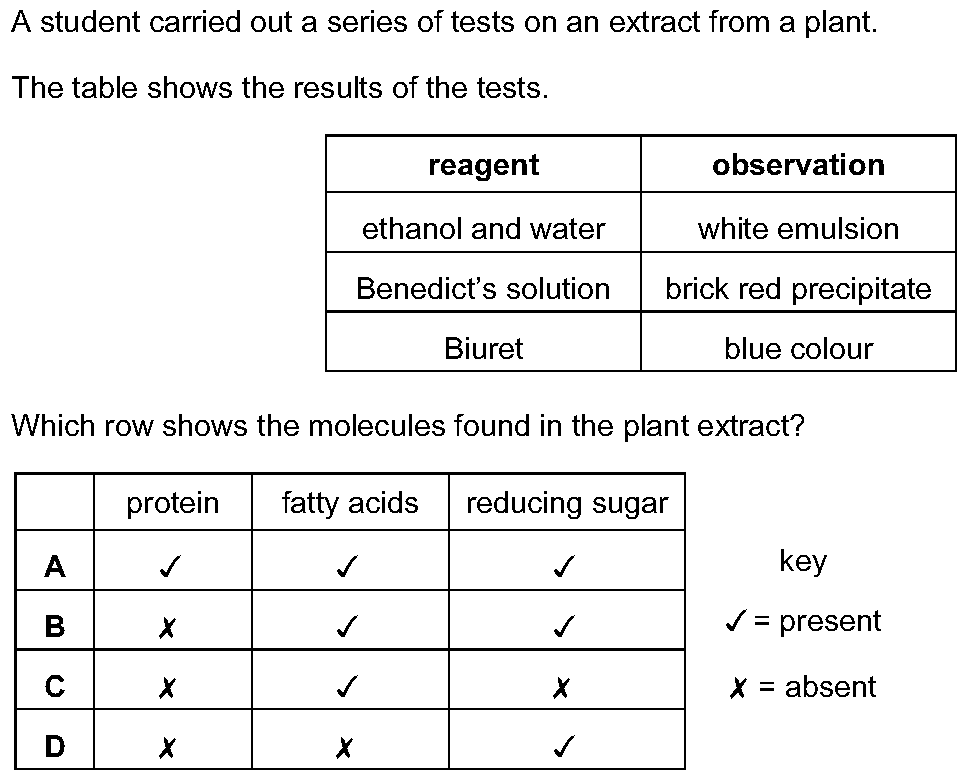 A student carried out a series of tests on an extract from a plant.
The table shows the results of the tests.
reagent observation
ethanol and water white emulsion
Benedict’s solution brick red precipitate
Biuret blue colour
Which row shows the molecules found in the plant extract?
protein fatty acids reducing sugar
A ✓ ✓ ✓
B ✗ ✓ ✓
C ✗ ✓ ✗
D ✗ ✗ ✓
key
✓ = present
✗ = absent